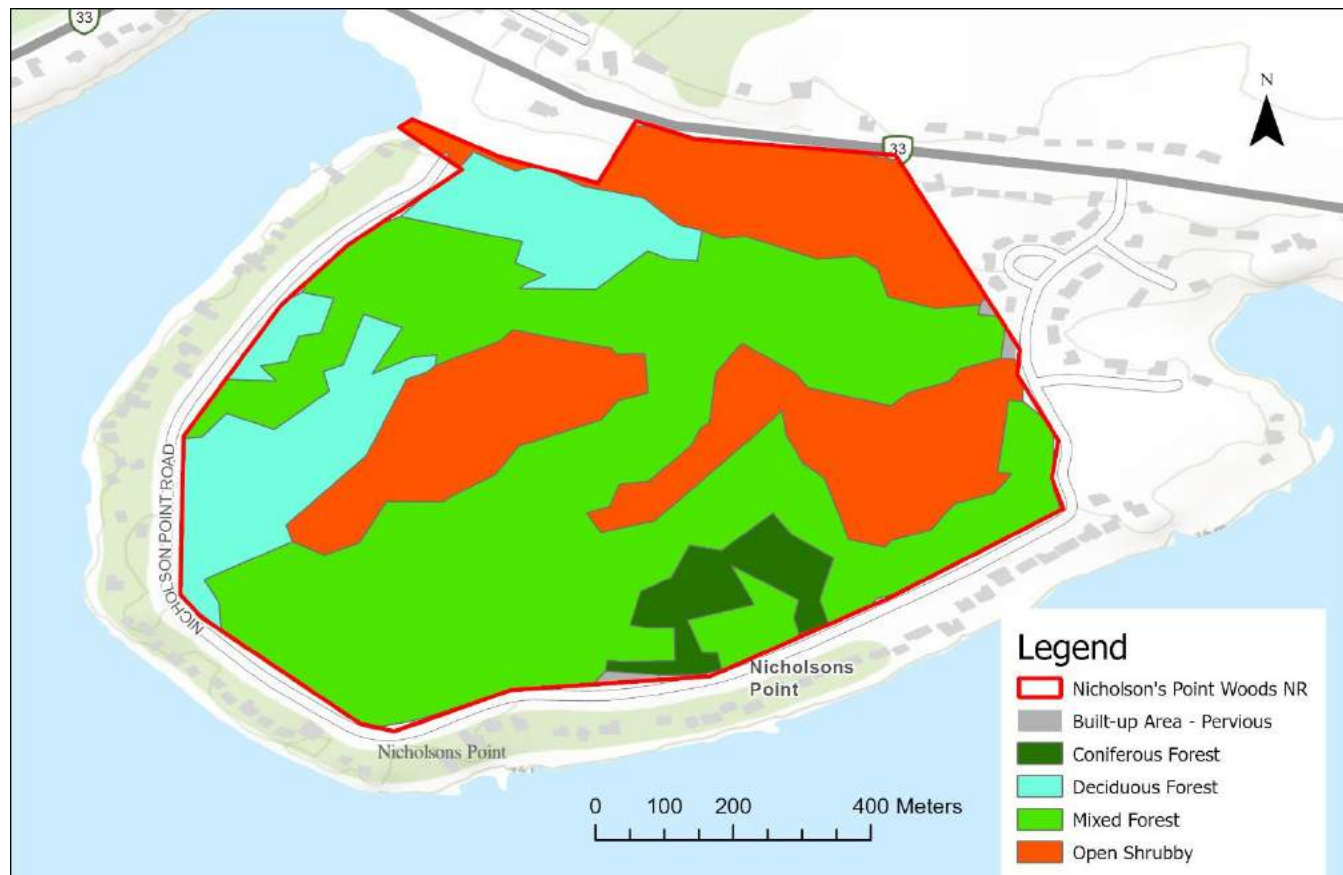 33
N
33
NICHOLSON POINT ROAD
Nicholsons
Point
Nicholsons Point
0 100 200 400 Meters
Legend
Nicholson's Point Woods NR
Built-up Area - Pervious
Coniferous Forest
Deciduous Forest
Mixed Forest
Open Shrubby